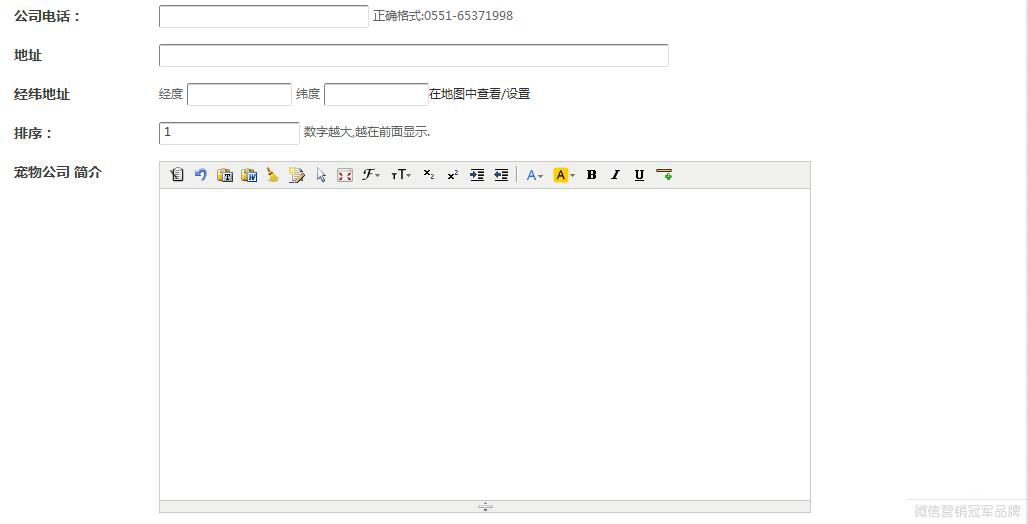 公司电话： 正确格式:0551-65371998
地址
经纬地址 经度 纬度 在地图中查看/设置
排序： 1 数字越大,越在前面显示.
宠物公司 简介
微信营销冠军品牌